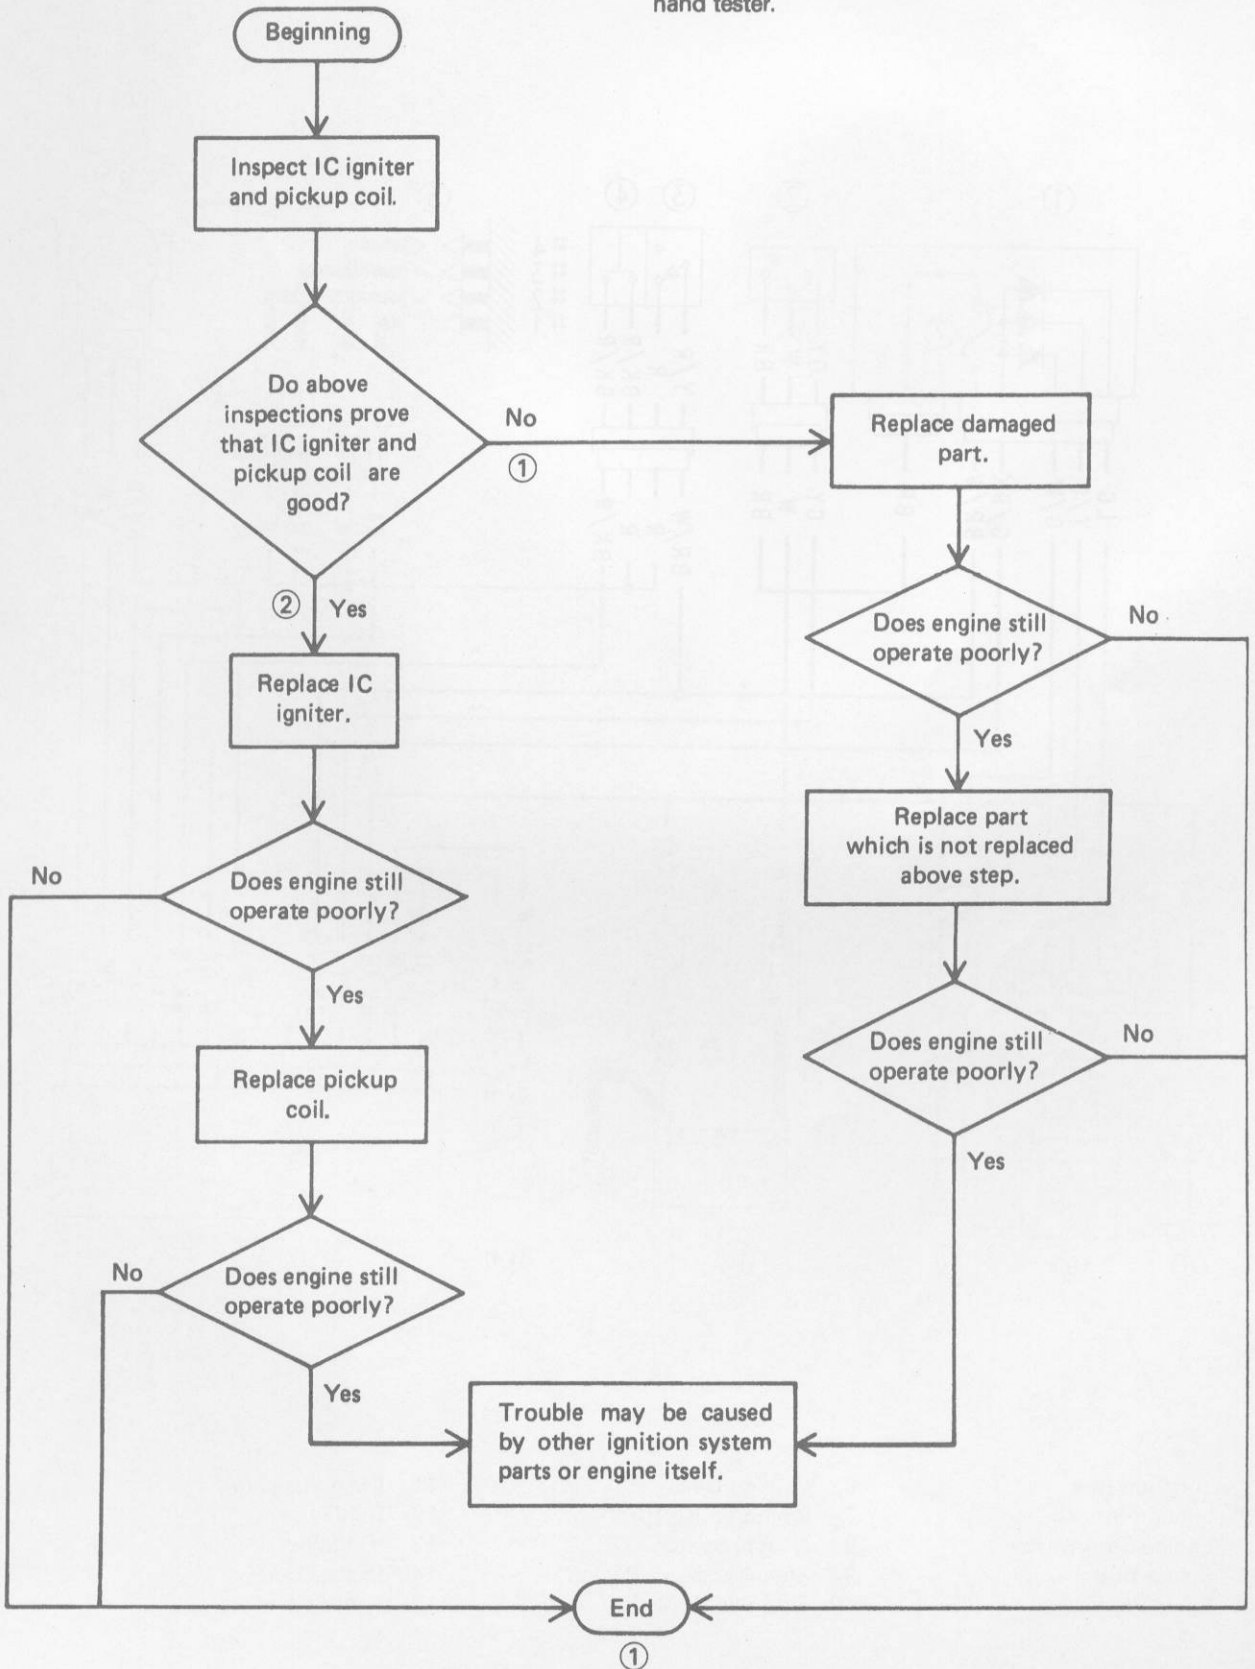 hand tester.
Beginning
Inspect IC igniter
and pickup coil.
Do above
inspections prove
that IC igniter and
pickup coil are
good?
No
①
Replace damaged
part.
② Yes
Does engine still
operate poorly?
No
Replace IC
igniter.
Yes
Replace part
which is not replaced
above step.
No
Does engine still
operate poorly?
Yes
Does engine still
operate poorly?
No
Replace pickup
coil.
Yes
No
Does engine still
operate poorly?
Yes
Trouble may be caused
by other ignition system
parts or engine itself.
End
①